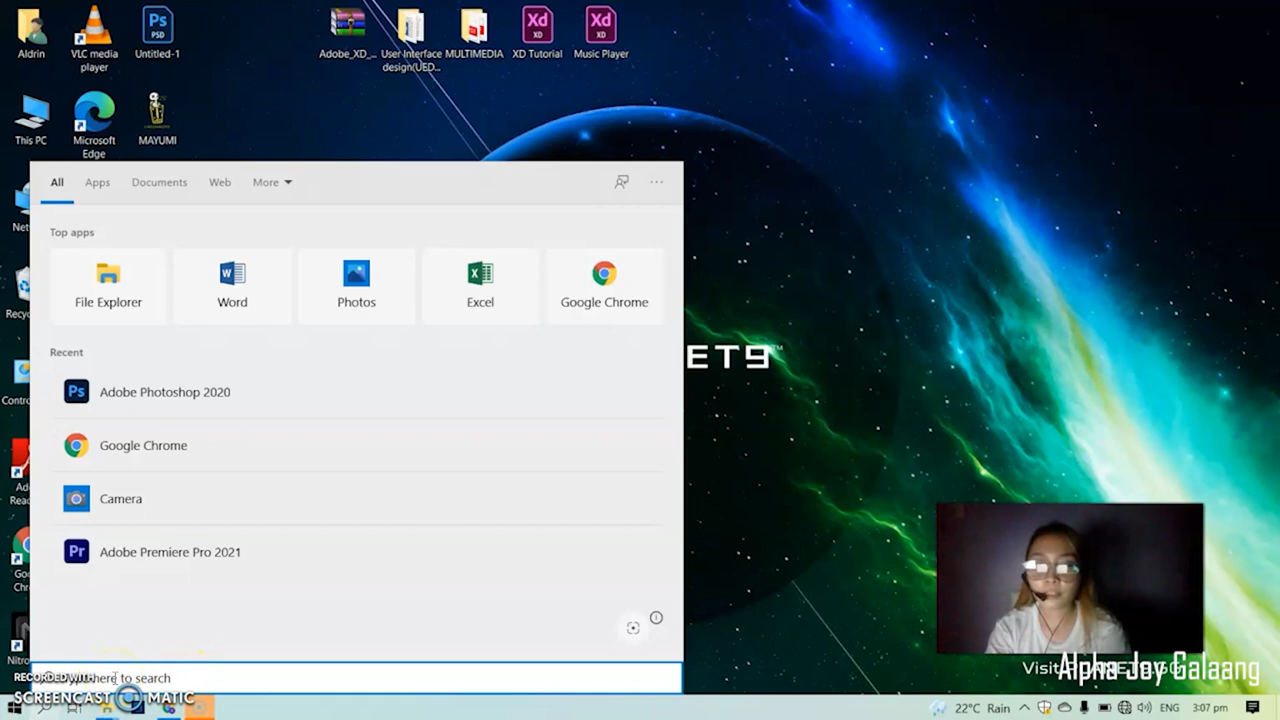 Aldrin
VLC media
player
Untitled-1
Adobe_XD_...
User Interface
design(UED...
MULTIMEDIA
XD Tutorial
Music Player
This PC
Microsoft
Edge
MAYUMI
All
Apps
Documents
Web
More
Top apps
File Explorer
Word
Photos
Excel
Google Chrome
Recent
Adobe Photoshop 2020
Google Chrome
Camera
Adobe Premiere Pro 2021
here to search
RECORDED WITH
SCREENCAST MATIC
ET9
Visit
Alpha Joy Galaang
22°C Rain
ENG
3:07 pm